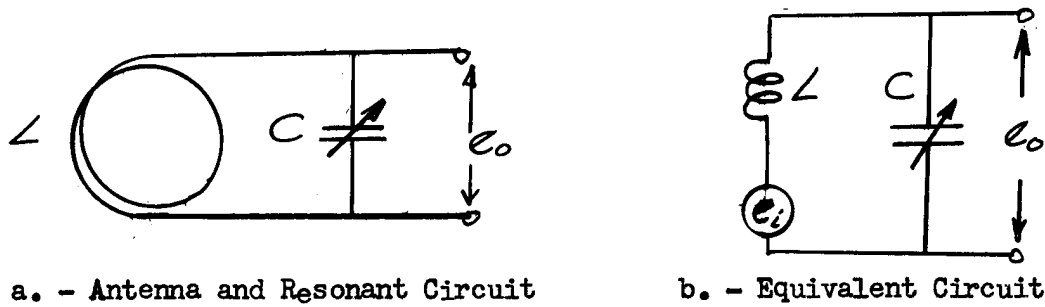 L
C
e₀
L
C
e₀
eᵢ
a. - Antenna and Resonant Circuit
b. - Equivalent Circuit